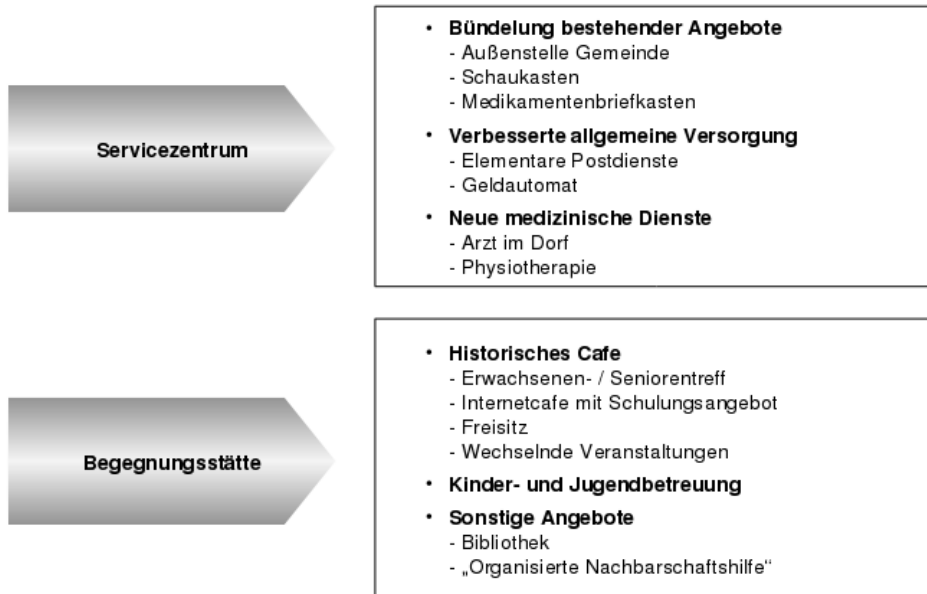 Servicezentrum
• Bündelung bestehender Angebote
- Außenstelle Gemeinde
- Schaukasten
- Medikamentenbriefkasten
• Verbesserte allgemeine Versorgung
- Elementare Postdienste
- Geldautomat
• Neue medizinische Dienste
- Arzt im Dorf
- Physiotherapie
Begegnungsstätte
• Historisches Cafe
- Erwachsenen- / Seniorentreff
- Internetcafe mit Schulungsangebot
- Freisitz
- Wechselnde Veranstaltungen
• Kinder- und Jugendbetreuung
• Sonstige Angebote
- Bibliothek
- „Organisierte Nachbarschaftshilfe“